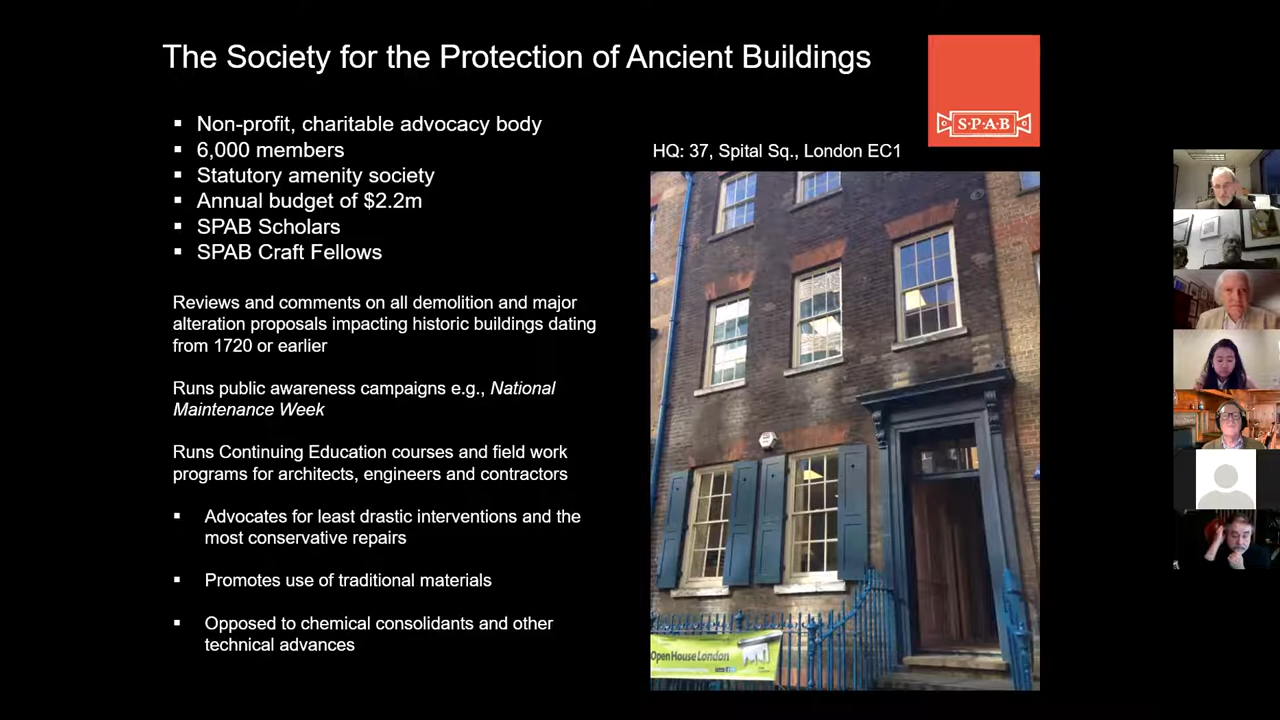 The Society for the Protection of Ancient Buildings
S·P·A·B
▪ Non-profit, charitable advocacy body
▪ 6,000 members
▪ Statutory amenity society
▪ Annual budget of $2.2m
▪ SPAB Scholars
▪ SPAB Craft Fellows
Reviews and comments on all demolition and major
alteration proposals impacting historic buildings dating
from 1720 or earlier
Runs public awareness campaigns e.g., National
Maintenance Week
Runs Continuing Education courses and field work
programs for architects, engineers and contractors
▪ Advocates for least drastic interventions and the
most conservative repairs
▪ Promotes use of traditional materials
▪ Opposed to chemical consolidants and other
technical advances
HQ: 37, Spital Sq., London EC1
Open House London